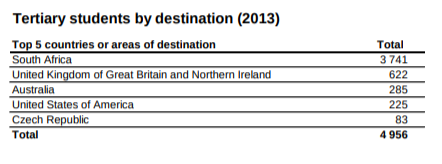 Tertiary students by destination (2013)
Top 5 countries or areas of destination Total
South Africa 3 741
United Kingdom of Great Britain and Northern Ireland 622
Australia 285
United States of America 225
Czech Republic 83
Total 4 956